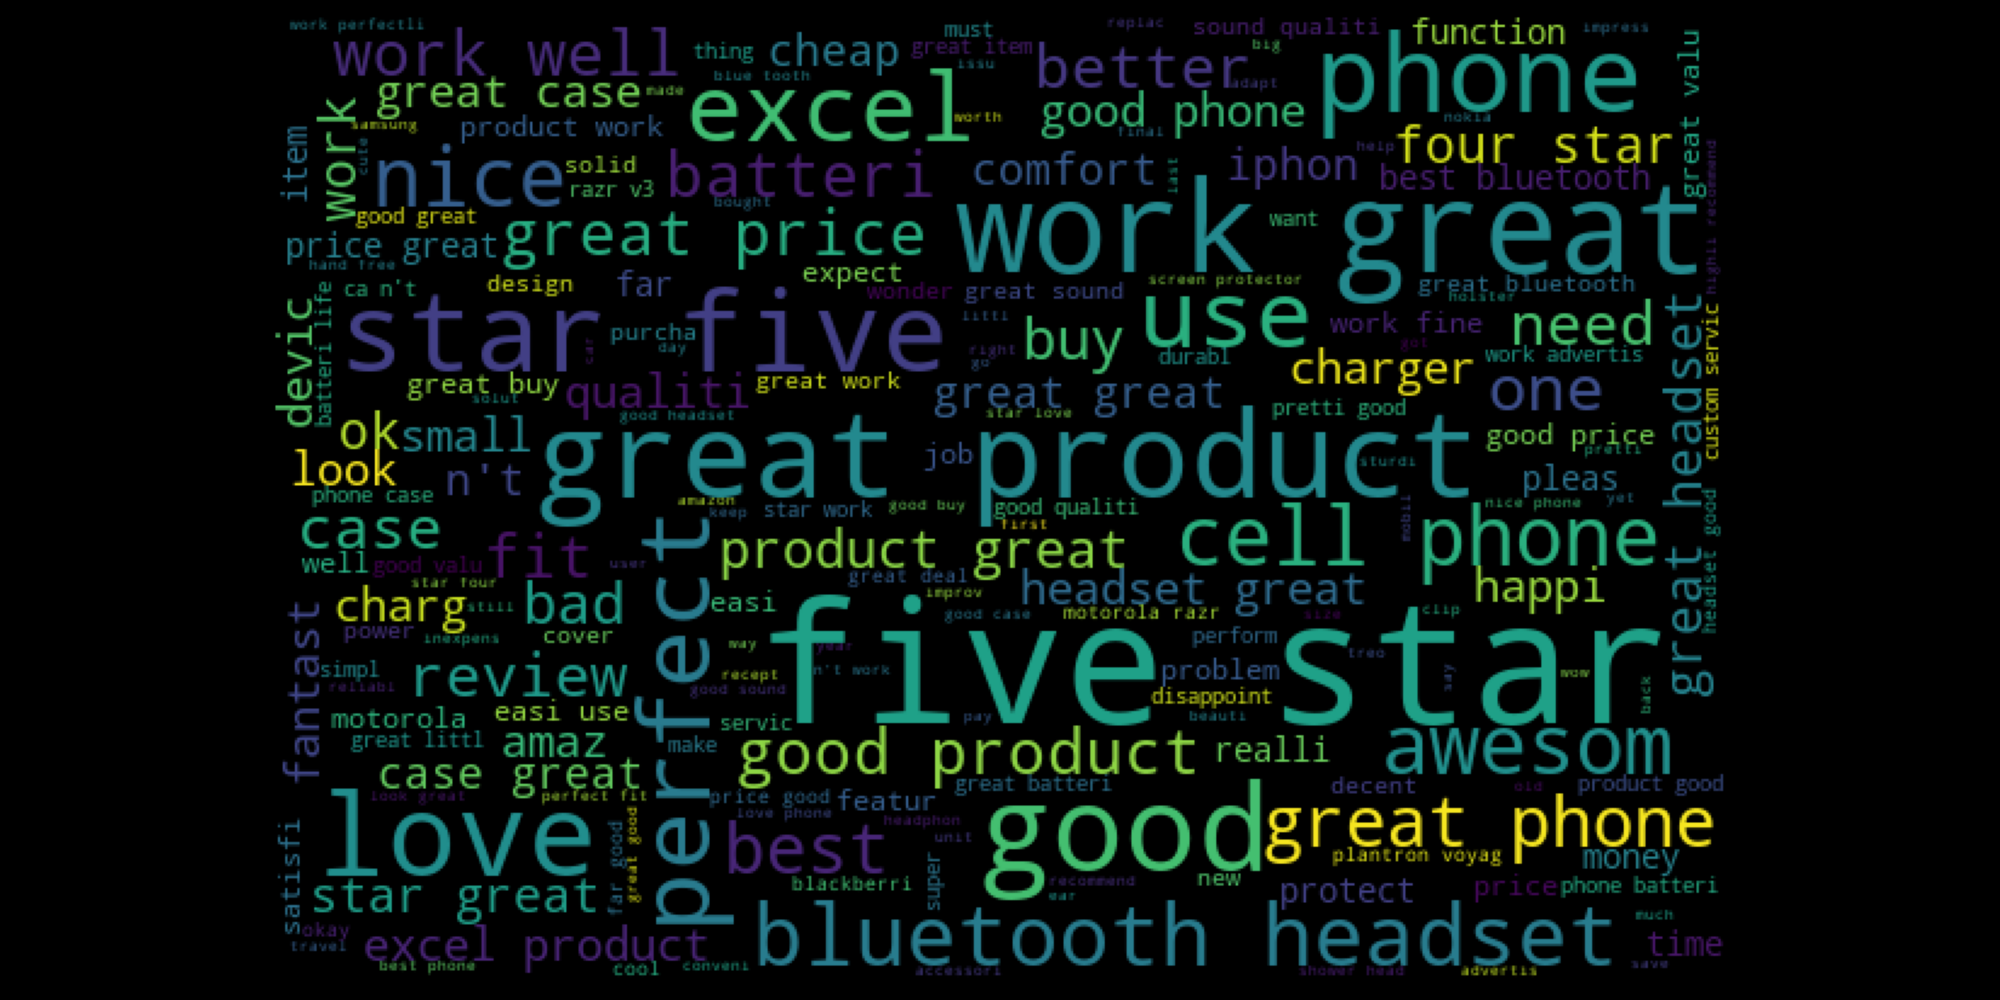 work perfectli
work well
thing
cheap
must
great item
replac
sound qualiti
big
function
impress
phone
great valu
blue tooth
issu
better
adapt
great case
made
excel
worth
good phone
nokia
samsung
product work
final
four star
work
item
cute
nice
solid
razr v3
batteri
comfort
last
iphon
help
best bluetooth
highli recommend
bought
good great
great price
work great
want
price great
hand free
expect
design
far
wonder
great sound
screen protector
great bluetooth
holster
ca n't
devic
batteri life
star five
purcha
day
car
littl
right
go
buy
use
durabl
work fine
got
need
work advertis
custom servic
great headset
great buy
solut
qualiti
great work
good headset
great great
star love
charger
one
pretti good
ok
small
great product
job
sturdi
good price
pretti
look
n't
phone case
pleas
yet
amazon
keep
star work
good buy
good qualiti
first
nice phone
mobil
case
well
good valu
fit
user
perfect
product great
cell phone
headset good
great deal
headset great
happi
star four
still
charg
bad
easi
improv
good case
motorola razr
size
clip
fantast
power
inexpens
cover
way
year
five star
perform
treo
simpl
reliabl
review
recept
good sound
n't work
problem
disappoint
say
wow
back
motorola
easi use
servic
pay
beauti
great littl
amaz
make
good product
realli
awesom
case great
great batteri
decent
old
product good
look great
perfect fit
price good
love phone
featur
headphon
unit
love
far good
great good
best
good
great phone
plantron voyag
money
satisfi
star great
blackberri
super
recommend
ear
new
protect
price
phone batteri
okay
travel
excel product
bluetooth headset
much
time
save
best phone
cool
conveni
accessori
shower head
advertis